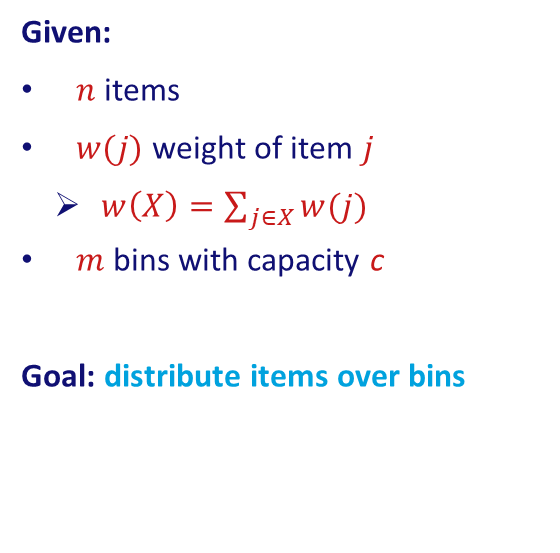 Given:
• n items
• w(j) weight of item j
➢ w(X) = ∑_{j∈X} w(j)
• m bins with capacity c
Goal: distribute items over bins